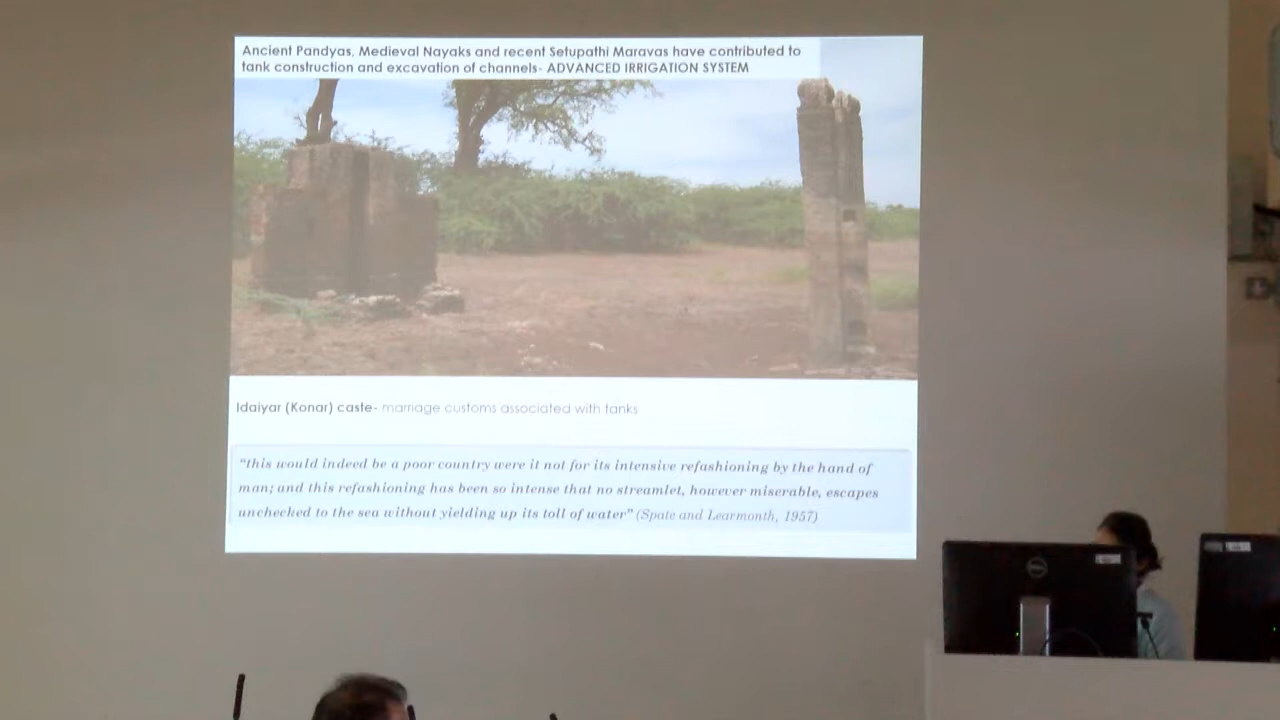 Ancient Pandyas, Medieval Nayaks and recent Setupathi Maravas have contributed to
tank construction and excavation of channels- ADVANCED IRRIGATION SYSTEM
Idaiyar (Konar) caste- marriage customs associated with tanks
"this would indeed be a poor country were it not for its intensive refashioning by the hand of
man; and this refashioning has been so intense that no streamlet, however miserable, escapes
unchecked to the sea without yielding up its toll of water" (Spate and Learmonth, 1957)
DELL